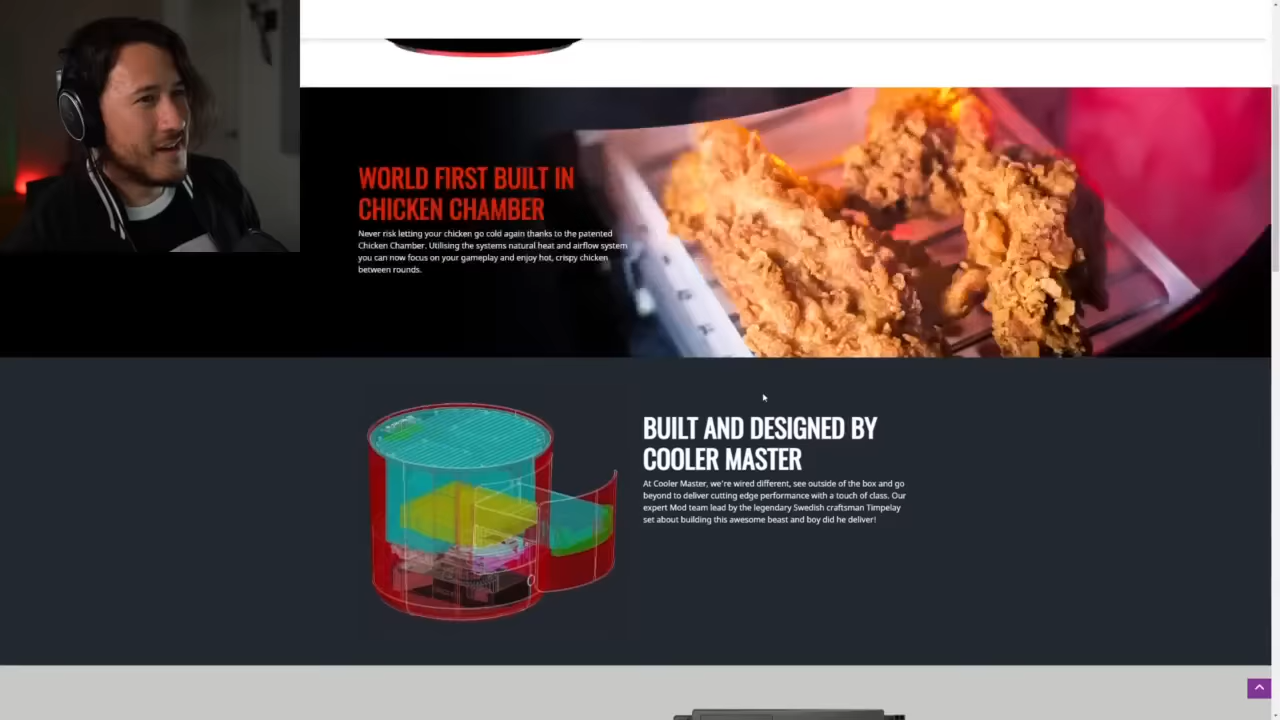 WORLD FIRST BUILT IN
CHICKEN CHAMBER
Never risk letting your chicken go cold again thanks to the patented
Chicken Chamber. Utilising the systems natural heat and airflow system
you can now focus on your gameplay and enjoy hot, crispy chicken
between rounds.
BUILT AND DESIGNED BY
COOLER MASTER
At Cooler Master, we're wired different, see outside of the box and go
beyond to deliver cutting edge performance with a touch of class. Our
expert Mod team lead by the legendary Swedish craftsman Timpelay
set about building this awesome beast and boy did he deliver!